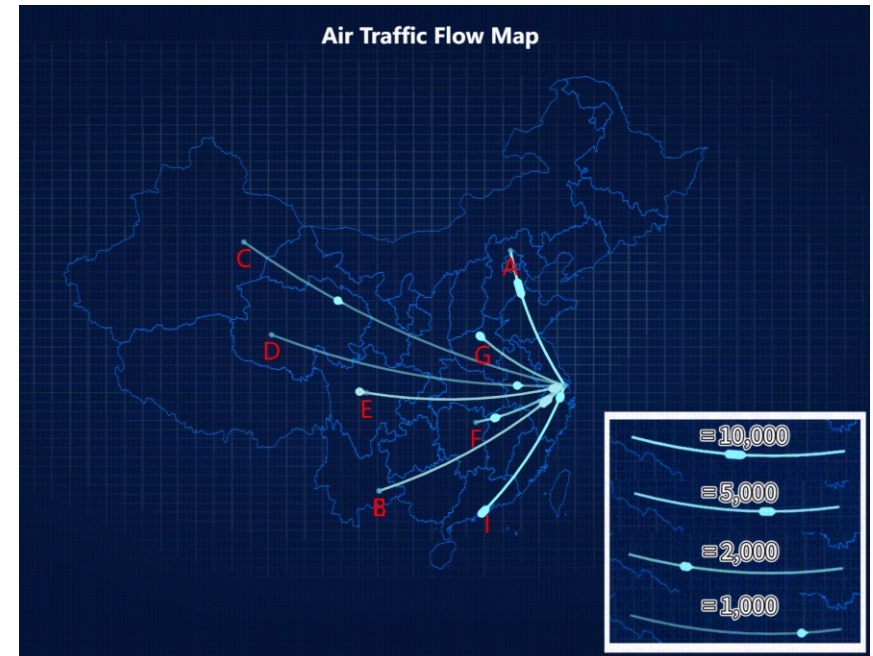 Air Traffic Flow Map
A
C
G
D
E
F
B
I
=10,000
=5,000
=2,000
=1,000